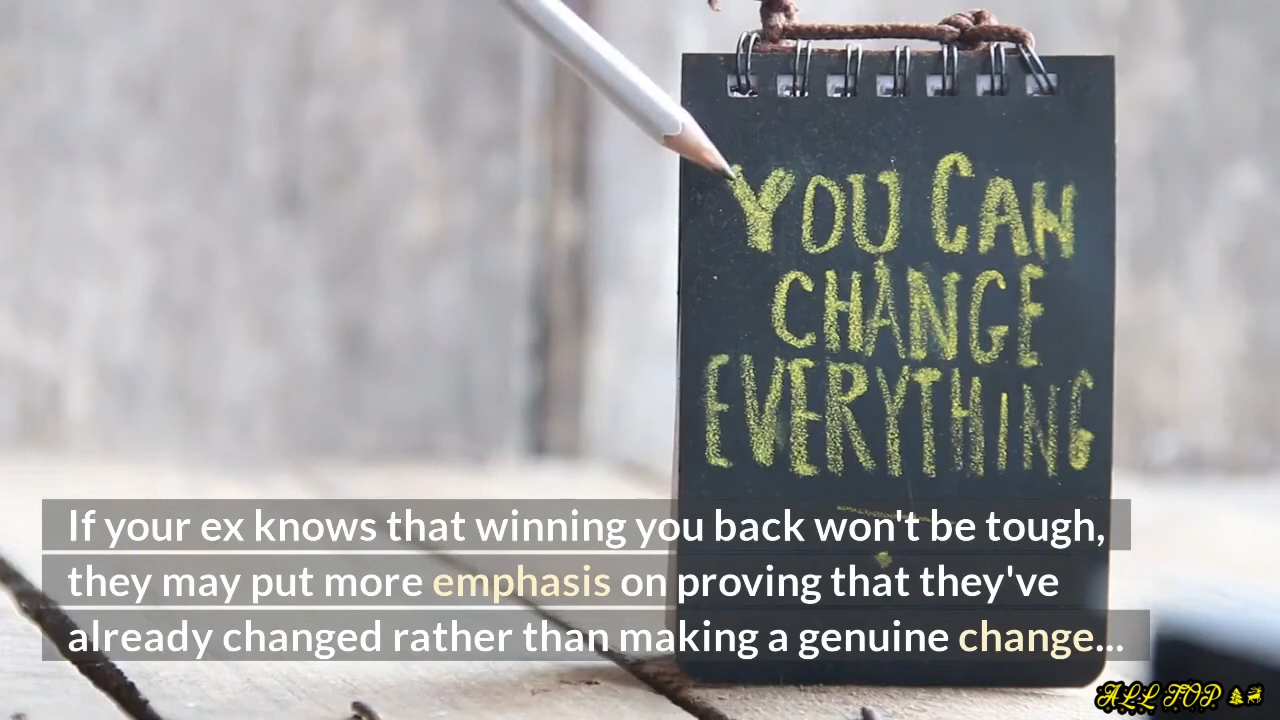 YOU CAN
CHANGE
EVERYTHING
If your ex knows that winning you back won't be tough,
they may put more emphasis on proving that they've
already changed rather than making a genuine change...
ALL TOP